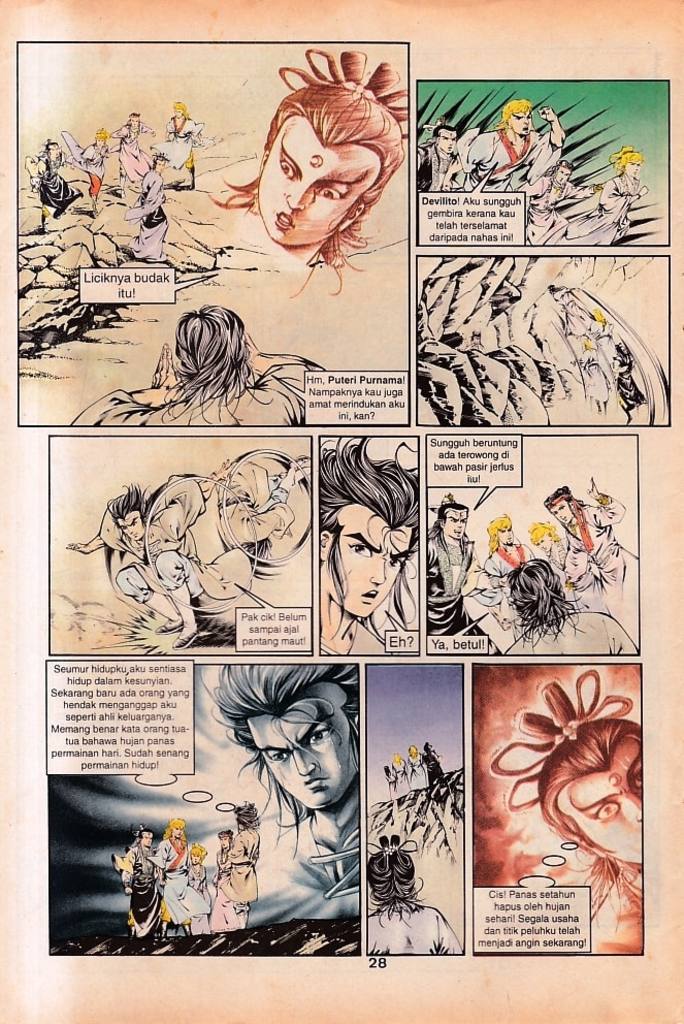 Liciknya budak
itu!
Hm, Puteri Purnama!
Nampaknya kau juga
amat merindukan aku
ini, kan?
Devilito! Aku sungguh
gembira kerana kau
telah terselamat
daripada nahas ini!
Pak cik! Belum
sampai ajal
pantang maut!
Eh?
Sungguh beruntung
ada terowong di
bawah pasir jerlus
itu!
Ya, betul!
Seumur hidupku, aku sentiasa
hidup dalam kesunyian.
Sekarang baru ada orang yang
hendak menganggap aku
seperti ahli keluarganya.
Memang benar kata orang tua-
tua bahawa hujan panas
permainan hari. Sudah senang
permainan hidup!
Cis! Panas setahun
hapus oleh hujan
sehari! Segala usaha
dan titik peluhku telah
menjadi angin sekarang!
28